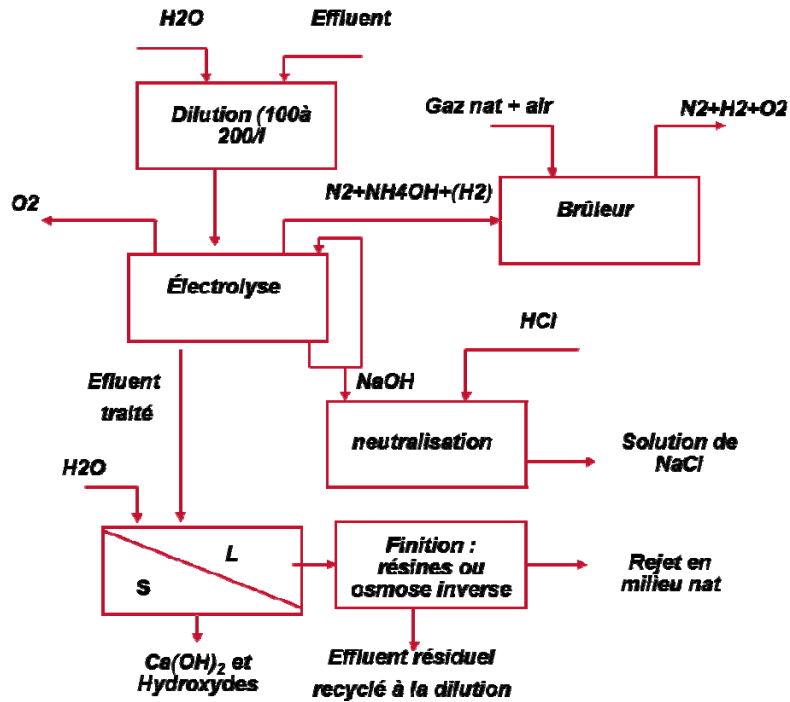 H2O
Effluent
Dilution (100à
200/l
Gaz nat + air
N2+H2+O2
N2+NH4OH+(H2)
O2
Brûleur
Électrolyse
HCl
Efluent
traité
NaOH
neutralisation
Solution de
NaCl
H2O
L
S
Finition :
résines ou
osmose inverse
Rejet en
milieu nat
Ca(OH)2 et
Hydroxydes
Effluent résiduel
recyclé à la dilution